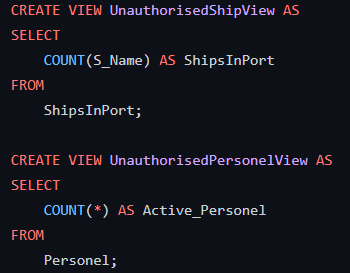 CREATE VIEW UnauthorisedShipView AS
SELECT
    COUNT(S_Name) AS ShipsInPort
FROM
    ShipsInPort;

CREATE VIEW UnauthorisedPersonelView AS
SELECT
    COUNT(*) AS Active_Personel
FROM
    Personel;